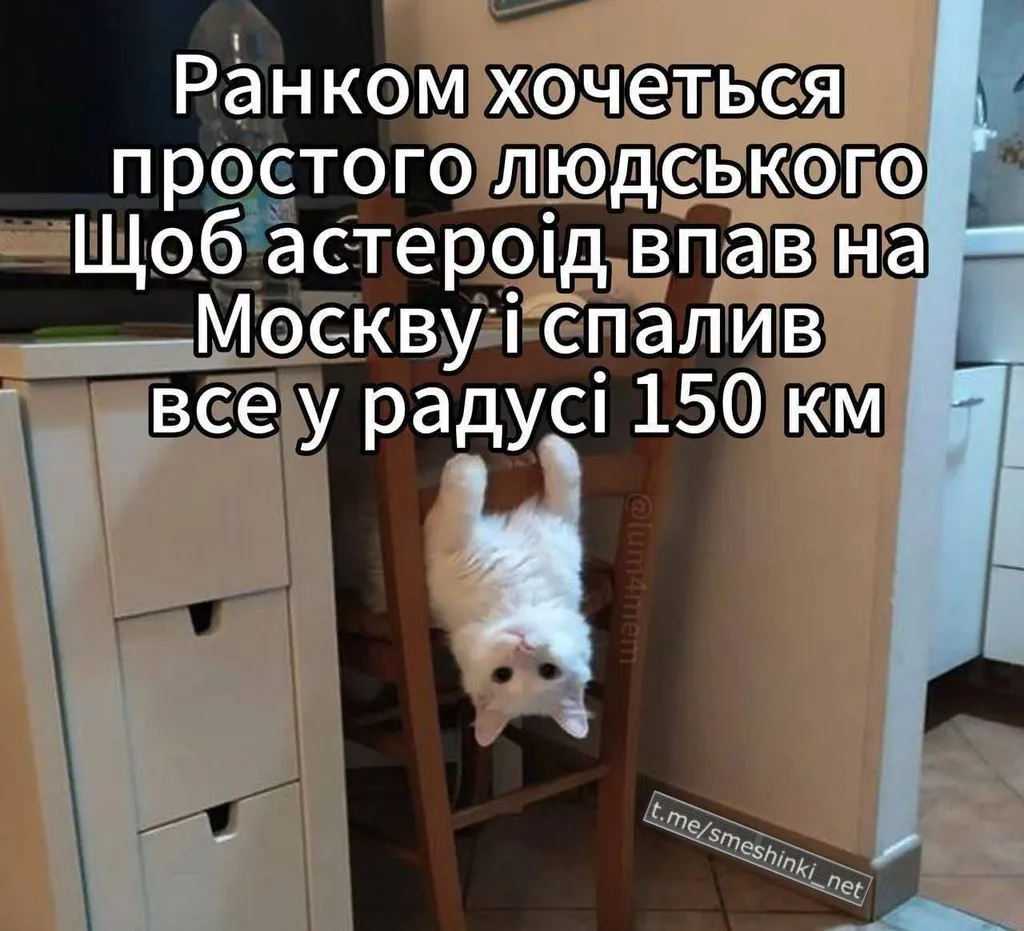 Ранком хочеться
простого людського
Щоб астероїд впав на
Москву і спалив
все у радусі 150 км
@lum4mem
t.me/smeshinki_net